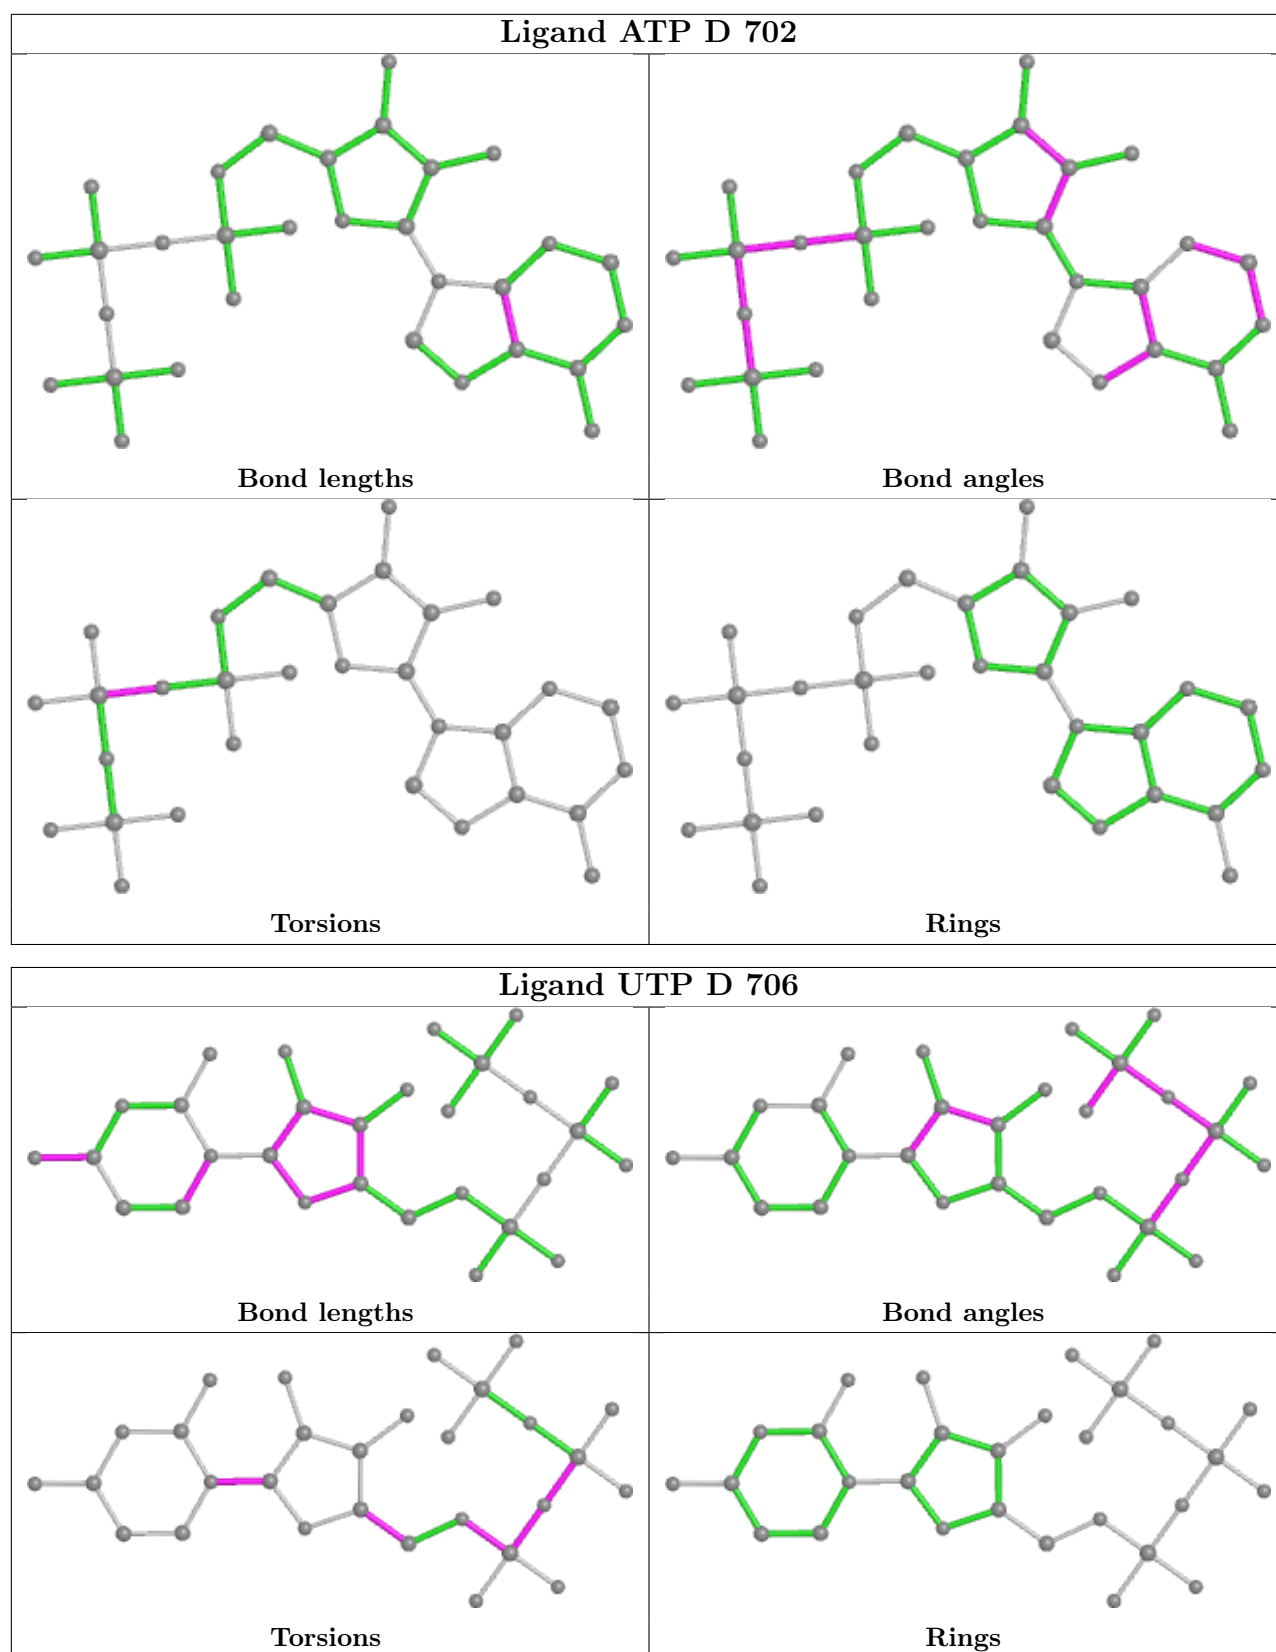 Ligand ATP D 702
Bond lengths
Bond angles
Torsions
Rings
Ligand UTP D 706
Bond lengths
Bond angles
Torsions
Rings